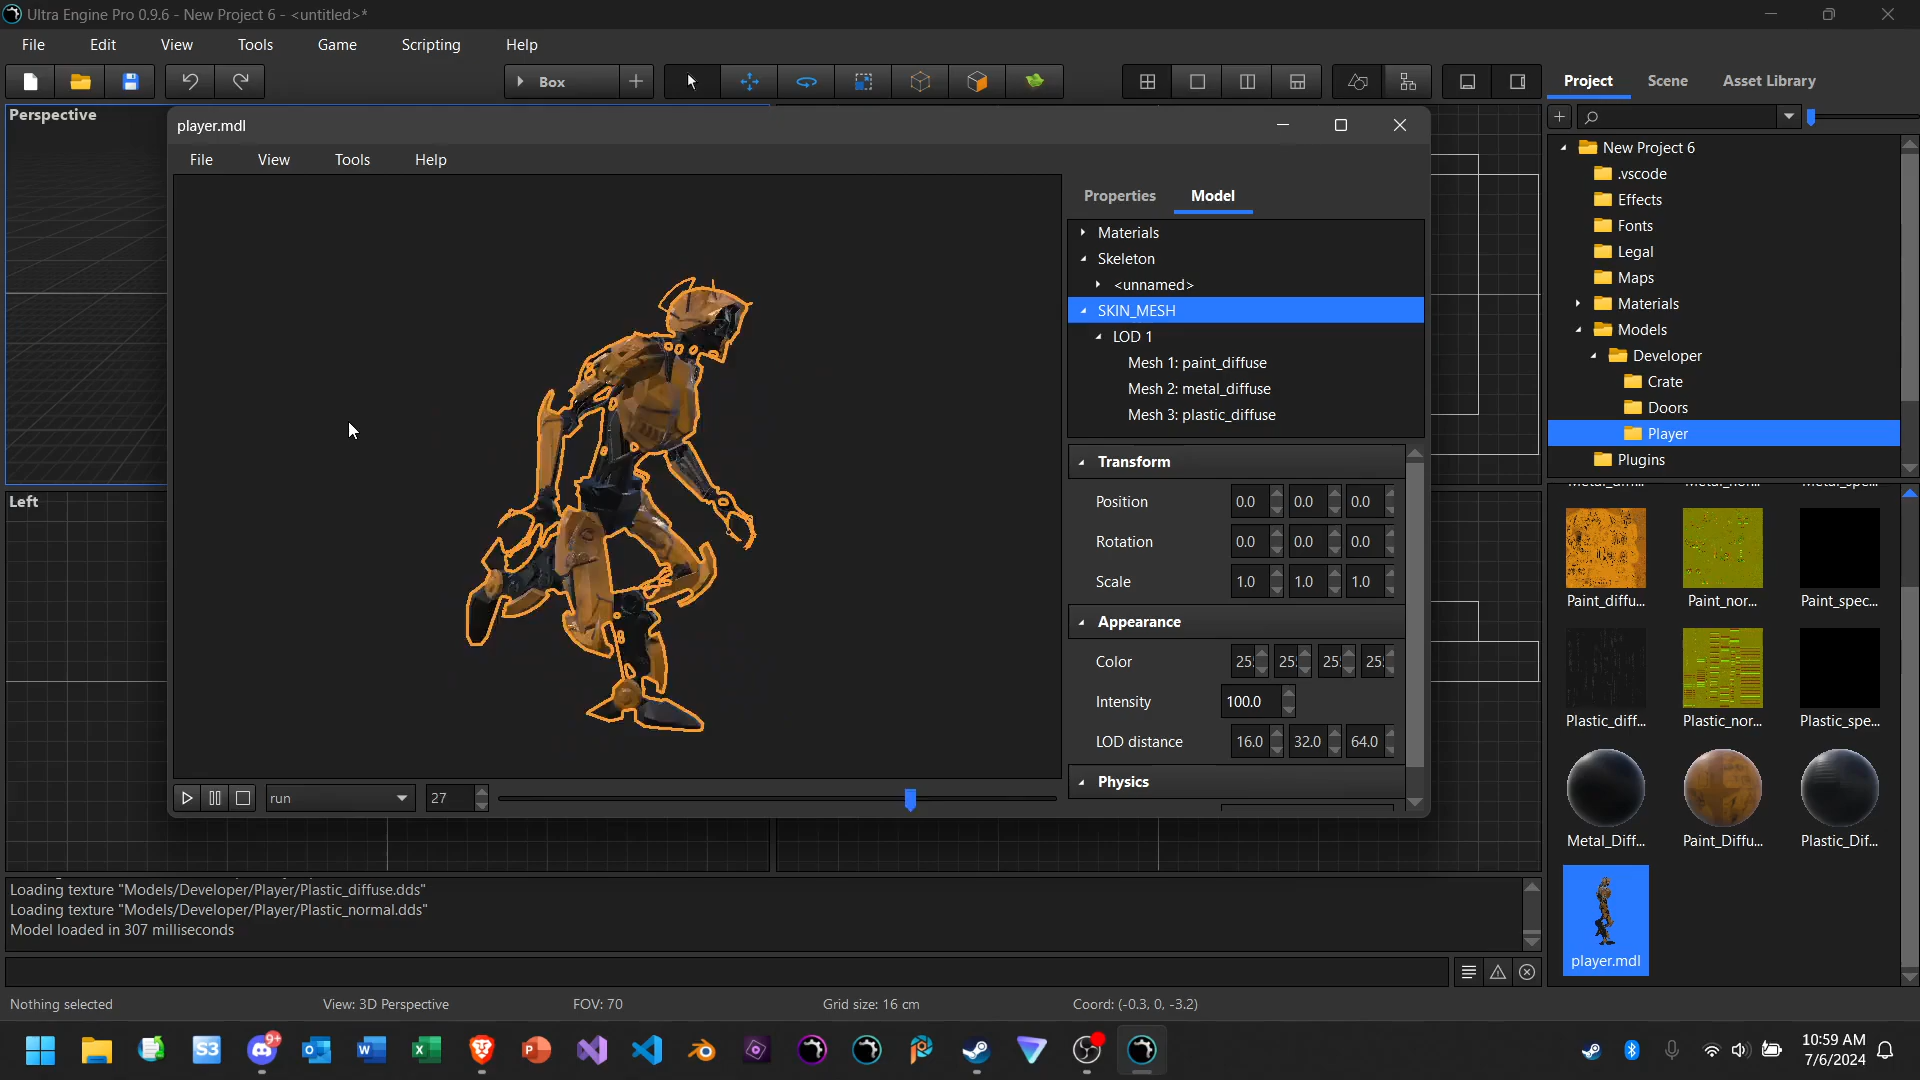 Ultra Engine Pro 0.9.6 - New Project 6 - <untitled>*
File Edit View Tools Game Scripting Help
Box
Project Scene Asset Library
Perspective
player.mdl
File View Tools Help
Properties Model
Materials
Skeleton
<unnamed>
SKIN_MESH
LOD 1
Mesh 1: paint_diffuse
Mesh 2: metal_diffuse
Mesh 3: plastic_diffuse
Transform
Position 0.0 0.0 0.0
Rotation 0.0 0.0 0.0
Scale 1.0 1.0 1.0
Appearance
Color 25 25 25 25
Intensity 100.0
LOD distance 16.0 32.0 64.0
Physics
run 27
Left
New Project 6
.vscode
Effects
Fonts
Legal
Maps
Materials
Models
Developer
Crate
Doors
Player
Plugins
Paint_diffu... Paint_nor... Paint_spec...
Plastic_diff... Plastic_nor... Plastic_spe...
Metal_Diff... Paint_Diffu... Plastic_Dif...
player.mdl
Loading texture "Models/Developer/Player/Plastic_diffuse.dds"
Loading texture "Models/Developer/Player/Plastic_normal.dds"
Model loaded in 307 milliseconds
Nothing selected View: 3D Perspective FOV: 70 Grid size: 16 cm Coord: (-0.3, 0, -3.2)
S3 9+
10:59 AM
7/6/2024